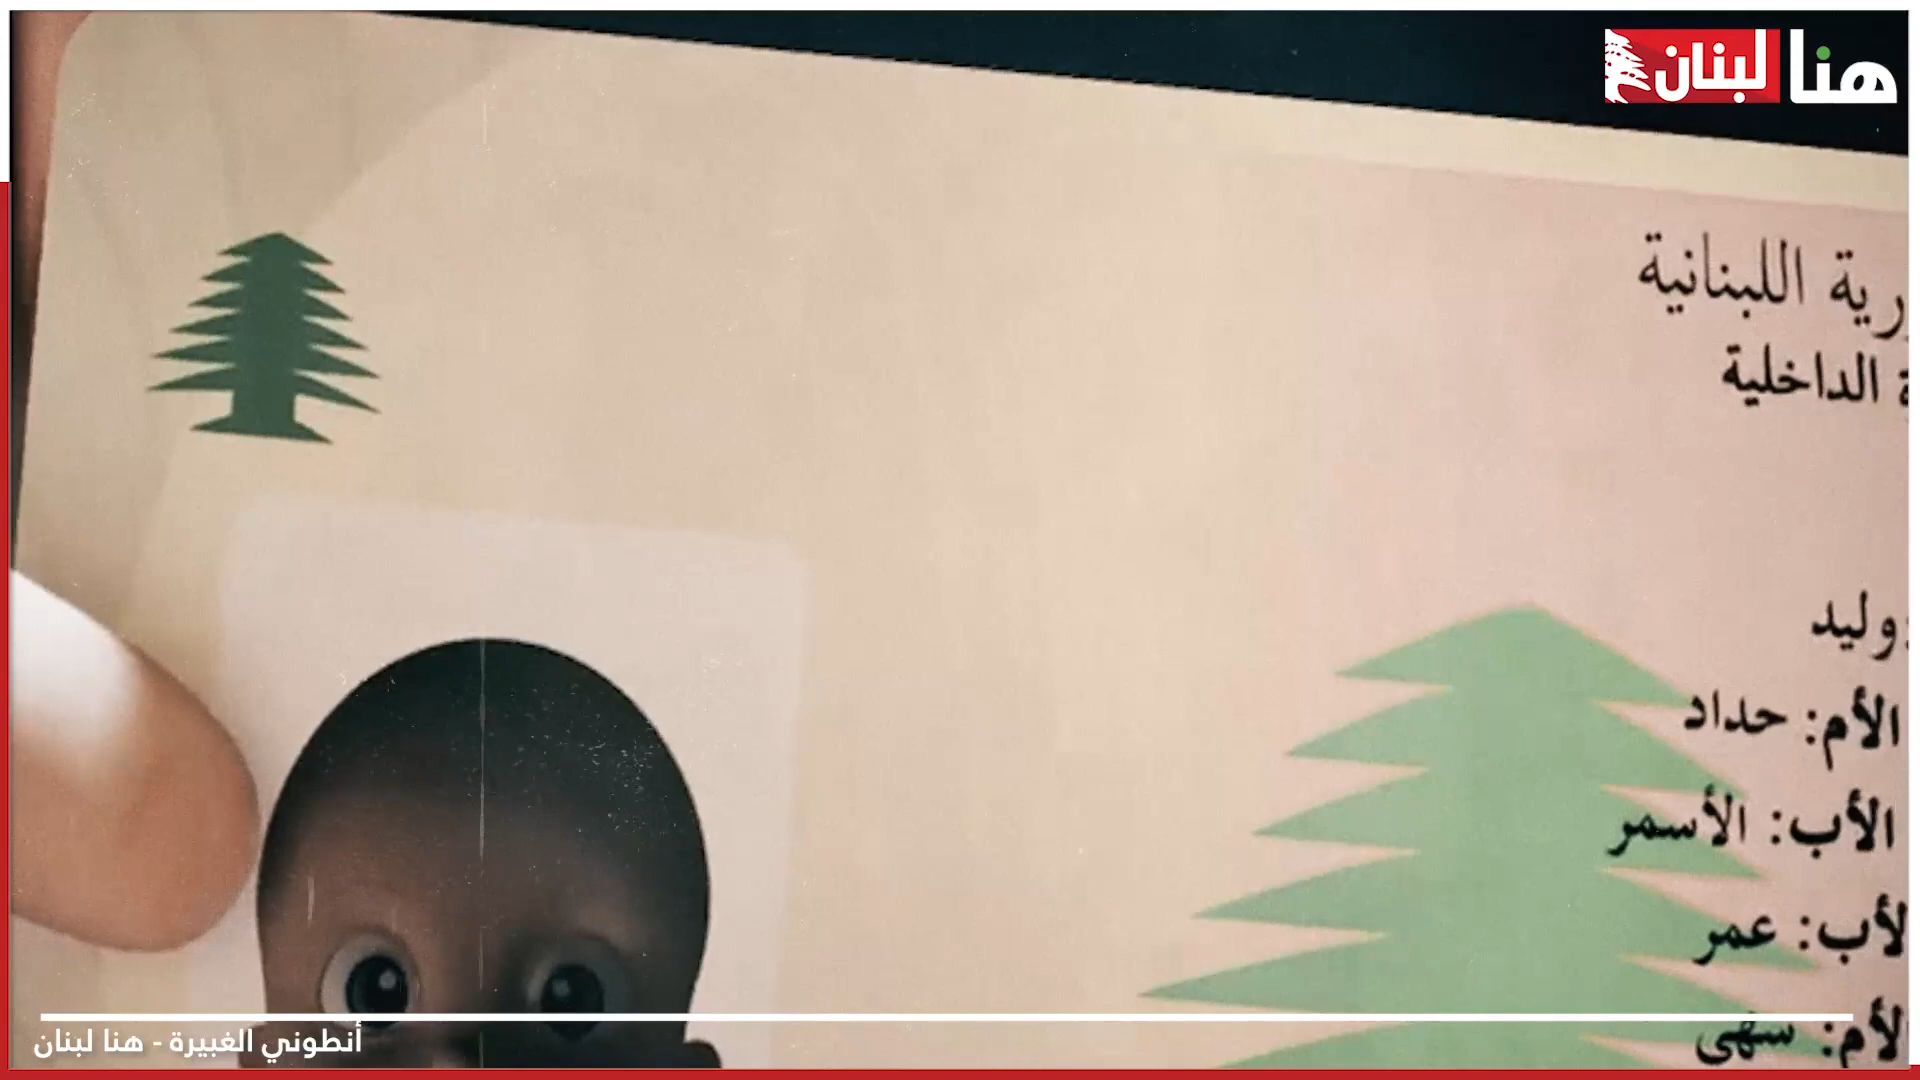 هنا لبنان
رية اللبنانية
ة الداخلية
وليد
الأم: حداد
الأب: الأسمر
لأب: عمر
لأم: سهى
أنطوني الغبيرة - هنا لبنان